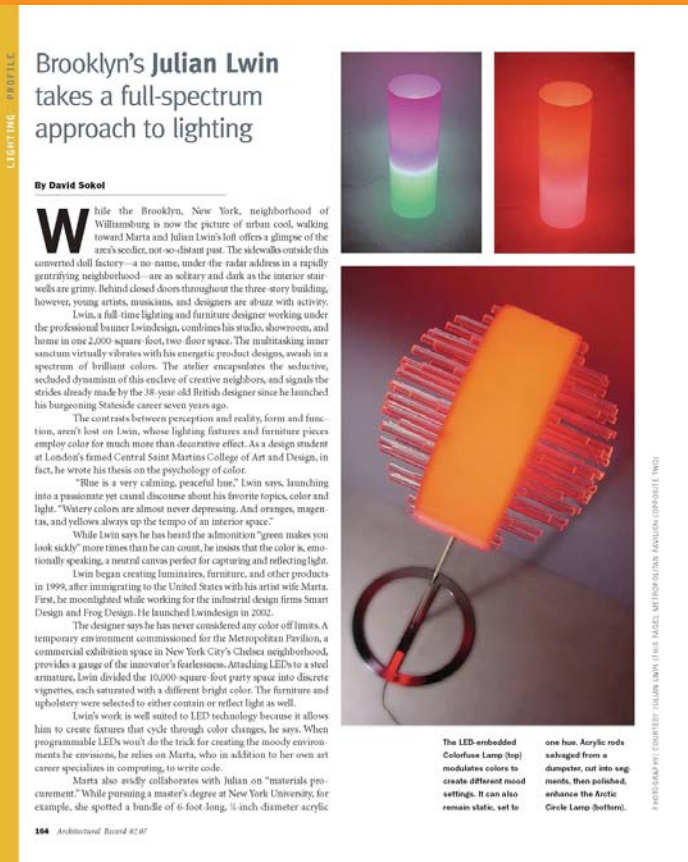 LIGHTING PROFILE
Brooklyn's Julian Lwin
takes a full-spectrum
approach to lighting
By David Sokol
While the Brooklyn, New York, neighborhood of
Williamsburg is now the picture of urban cool, walking
toward Marta and Julian Lwin's loft offers a glimpse of the
area's seedier, not-so-distant past. The sidewalks outside this
converted doll factory—a no-name, under-the-radar address in a rapidly
gentrifying neighborhood—are as solitary and dark as the interior stair-
wells are grimy. Behind closed doors throughout the three-story building,
however, young artists, musicians, and designers are abuzz with activity.
Lwin, a full-time lighting and furniture designer working under
the professional banner Lwindesign, combines his studio, showroom, and
home in one 2,000-square-foot, two-floor space. The multitasking inner
sanctum virtually vibrates with his energetic product designs, awash in a
spectrum of brilliant colors. The atelier encapsulates the seductive,
secluded dynamism of this enclave of creative neighbors, and signals the
strides already made by the 38-year-old British designer since he launched
his burgeoning Stateside career seven years ago.
The contrasts between perception and reality, form and func-
tion, aren't lost on Lwin, whose lighting fixtures and furniture pieces
employ color for much more than decorative effect. As a design student
at London's famed Central Saint Martins College of Art and Design, in
fact, he wrote his thesis on the psychology of color.
"Blue is a very calming, peaceful hue," Lwin says, launching
into a passionate yet casual discourse about his favorite topics, color and
light. "Watery colors are almost never depressing. And oranges, magen-
tas, and yellows always up the tempo of an interior space."
While Lwin says he has heard the admonition "green makes you
look sickly" more times than he can count, he insists that the color is, emo-
tionally speaking, a neutral canvas perfect for capturing and reflecting light.
Lwin began creating luminaires, furniture, and other products
in 1999, after immigrating to the United States with his artist wife Marta.
First, he moonlighted while working for the industrial design firms Smart
Design and Frog Design. He launched Lwindesign in 2002.
The designer says he has never considered any color off limits. A
temporary environment commissioned for the Metropolitan Pavilion, a
commercial exhibition space in New York City's Chelsea neighborhood,
provides a gauge of the innovator's fearlessness. Attaching LEDs to a steel
armature, Lwin divided the 10,000-square-foot party space into discrete
vignettes, each saturated with a different bright color. The furniture and
upholstery were selected to either contain or reflect light as well.
Lwin's work is well suited to LED technology because it allows
him to create fixtures that cycle through color changes, he says. When
programmable LEDs won't do the trick for creating the moody environ-
ments he envisions, he relies on Marta, who in addition to her own art
career specializes in computing, to write code.
Marta also avidly collaborates with Julian on "materials pro-
curement." While pursuing a master's degree at New York University, for
example, she spotted a bundle of 6-foot-long, ¼-inch-diameter acrylic
The LED-embedded
Colorfuse Lamp (top)
modulates colors to
create different mood
settings. It can also
remain static, set to
one hue. Acrylic rods
salvaged from a
dumpster, cut into seg-
ments, then polished,
enhance the Arctic
Circle Lamp (bottom).
PHOTOGRAPHY: COURTESY JULIAN LWIN (THIS PAGE); METROPOLITAN PAVILION (OPPOSITE TWO)
164 Architectural Record 02.07